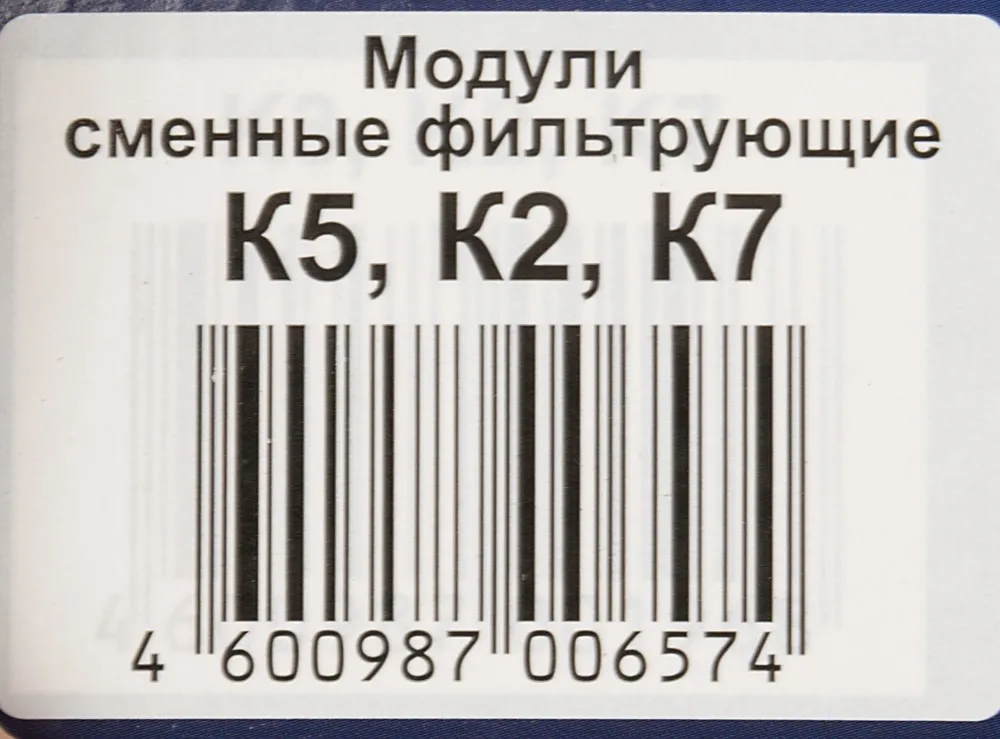 Модули
сменные фильтрующие
К5, К2, К7
4 600987 006574